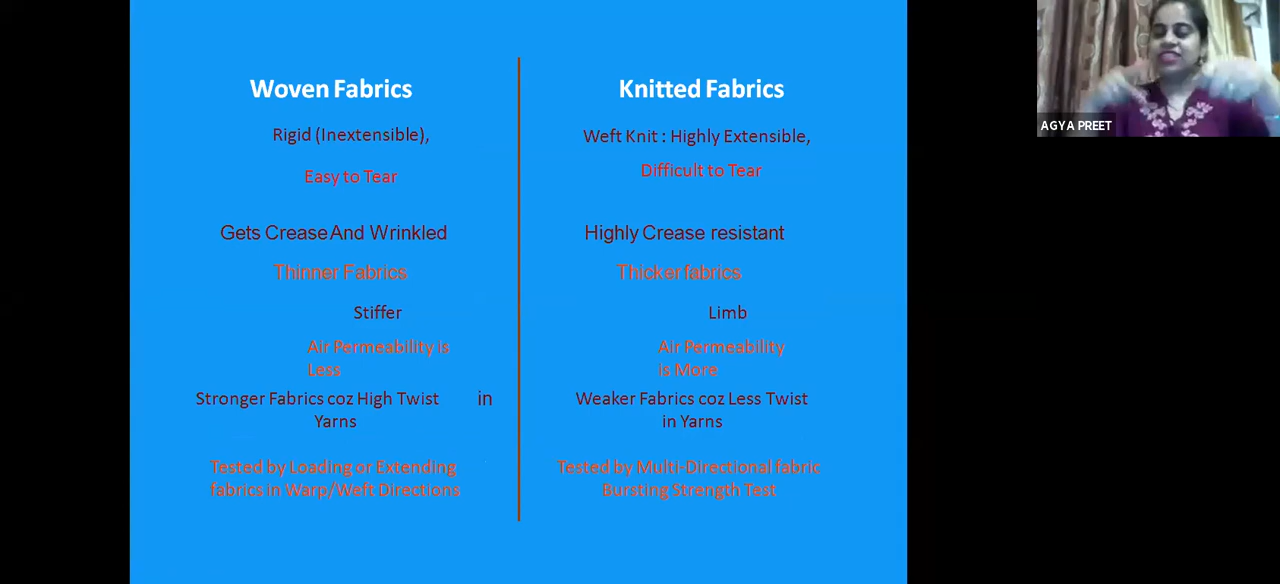 Woven Fabrics
Rigid (Inextensible),
Easy to Tear
Gets Crease And Wrinkled
Thinner Fabrics
Stiffer
Air Permeability is
Less
Stronger Fabrics coz High Twist in
Yarns
Tested by Loading or Extending
fabrics in Warp/Weft Directions
Knitted Fabrics
Weft Knit : Highly Extensible,
Difficult to Tear
Highly Crease resistant
Thicker fabrics
Limb
Air Permeability
is More
Weaker Fabrics coz Less Twist
in Yarns
Tested by Multi-Directional fabric
Bursting Strength Test
AGYA PREET